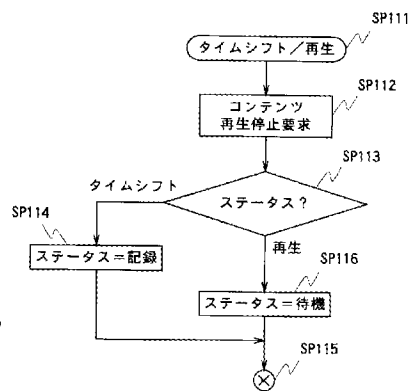 SP111
タイムシフト/再生
SP112
コンテンツ
再生停止要求
SP113
タイムシフト
ステータス?
SP114
再生
ステータス=記録
SP116
ステータス=待機
SP115